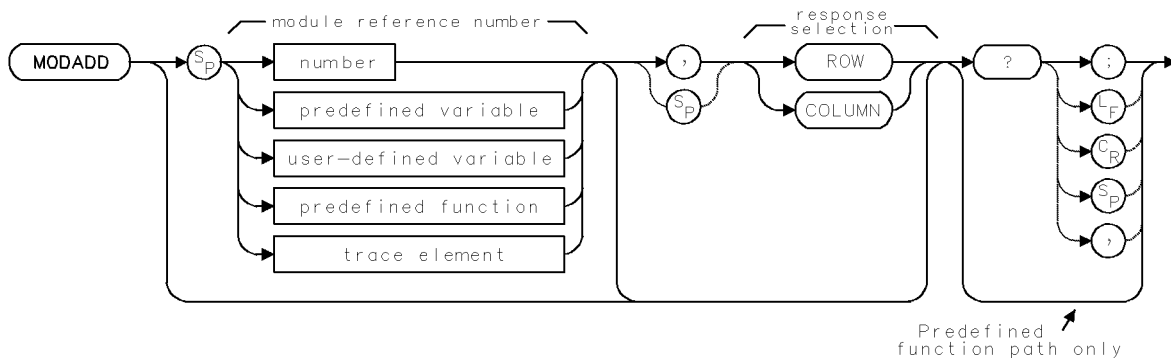 module reference number
response
selection
MODADD
SP
number
,
ROW
?
;
predefined variable
SP
COLUMN
LF
user-defined variable
CR
predefined function
SP
trace element
,
Predefined
function path only